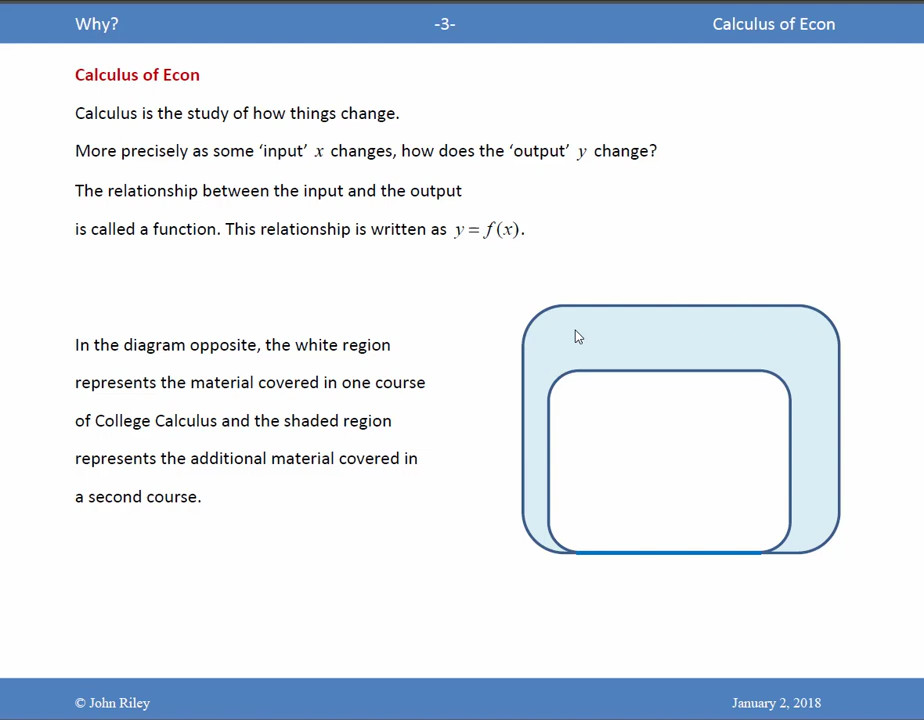 Why? -3- Calculus of Econ
Calculus of Econ
Calculus is the study of how things change.
More precisely as some ‘input’ x changes, how does the ‘output’ y change?
The relationship between the input and the output
is called a function. This relationship is written as y = f(x).
In the diagram opposite, the white region
represents the material covered in one course
of College Calculus and the shaded region
represents the additional material covered in
a second course.
© John Riley January 2, 2018